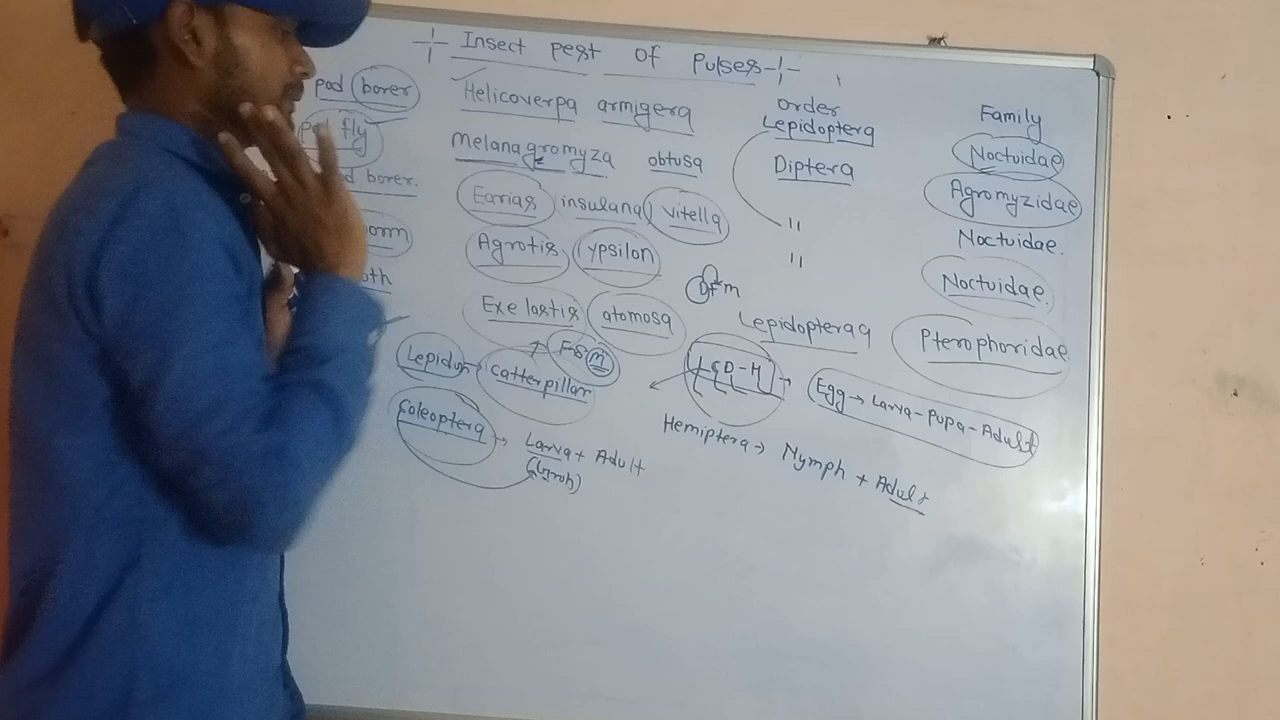 Insect pest of Pulses
pod borer Helicoverpa armigera order Lepidoptera Family Noctuidae
fly Melanagromyza obtusa Diptera Agromyzidae
borer. Earias insulana vitella " Noctuidae.
Agrotis ypsilon " Noctuidae.
Exelastis atomosa Lepidopteraa Pterophoridae
Catterpillar Egg → Larva - Pupa - Adult
Coleoptera → Larva + Adult Hemiptera → Nymph + Adult